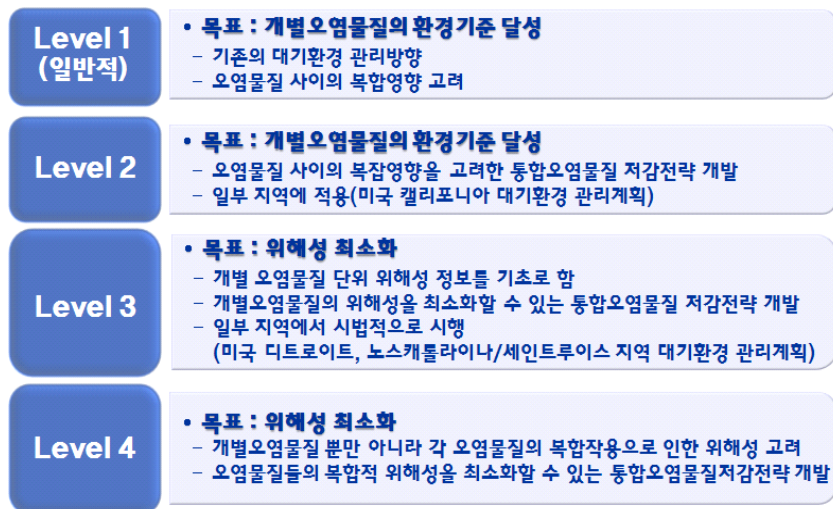 Level 1
(일반적)
• 목표 : 개별오염물질의 환경기준 달성
– 기존의 대기환경 관리방향
– 오염물질 사이의 복합영향 고려
Level 2
• 목표 : 개별오염물질의 환경기준 달성
– 오염물질 사이의 복잡영향을 고려한 통합오염물질 저감전략 개발
– 일부 지역에 적용(미국 캘리포니아 대기환경 관리계획)
Level 3
• 목표 : 위해성 최소화
– 개별 오염물질 단위 위해성 정보를 기초로 함
– 개별오염물질의 위해성을 최소화할 수 있는 통합오염물질 저감전략 개발
– 일부 지역에서 시법적으로 시행
(미국 디트로이트, 노스캐롤라이나/세인트루이스 지역 대기환경 관리계획)
Level 4
• 목표 : 위해성 최소화
– 개별오염물질 뿐만 아니라 각 오염물질의 복합작용으로 인한 위해성 고려
– 오염물질들의 복합적 위해성을 최소화할 수 있는 통합오염물질저감전략 개발